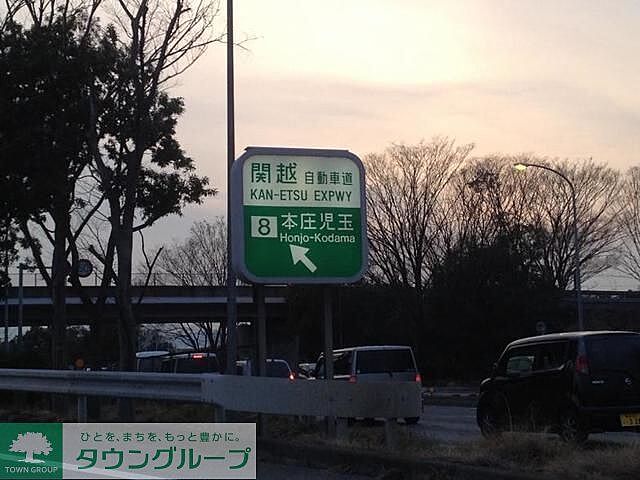 関越 自動車道
KAN-ETSU EXPWY
8 本庄児玉
Honjo-Kodama
ひとを、まちを、もっと豊かに。
タウングループ
TOWN GROUP